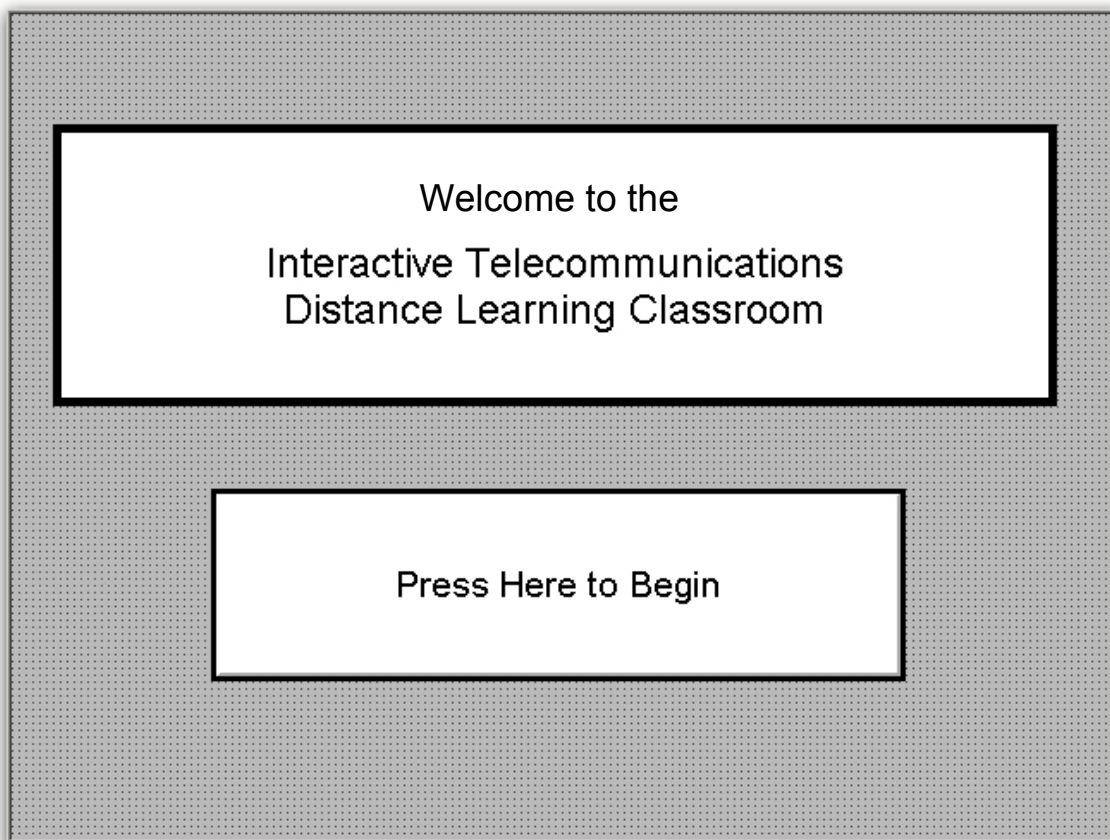 Welcome to the
Interactive Telecommunications
Distance Learning Classroom
Press Here to Begin